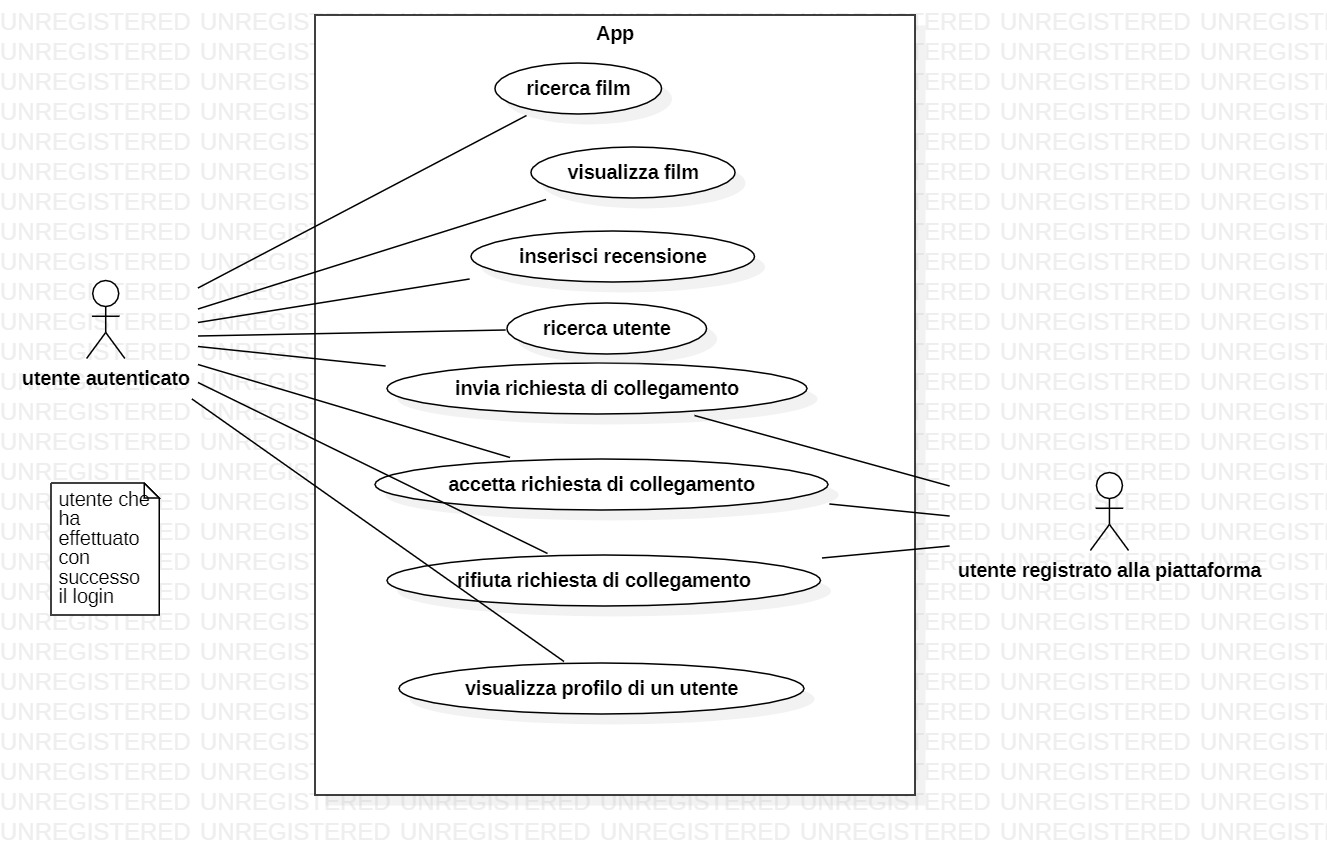 App
ricerca film
visualizza film
inserisci recensione
ricerca utente
utente autenticato
invia richiesta di collegamento
accetta richiesta di collegamento
utente che
ha
effettuato
con
successo
il login
rifiuta richiesta di collegamento
utente registrato alla piattaforma
visualizza profilo di un utente
UNREGISTERED